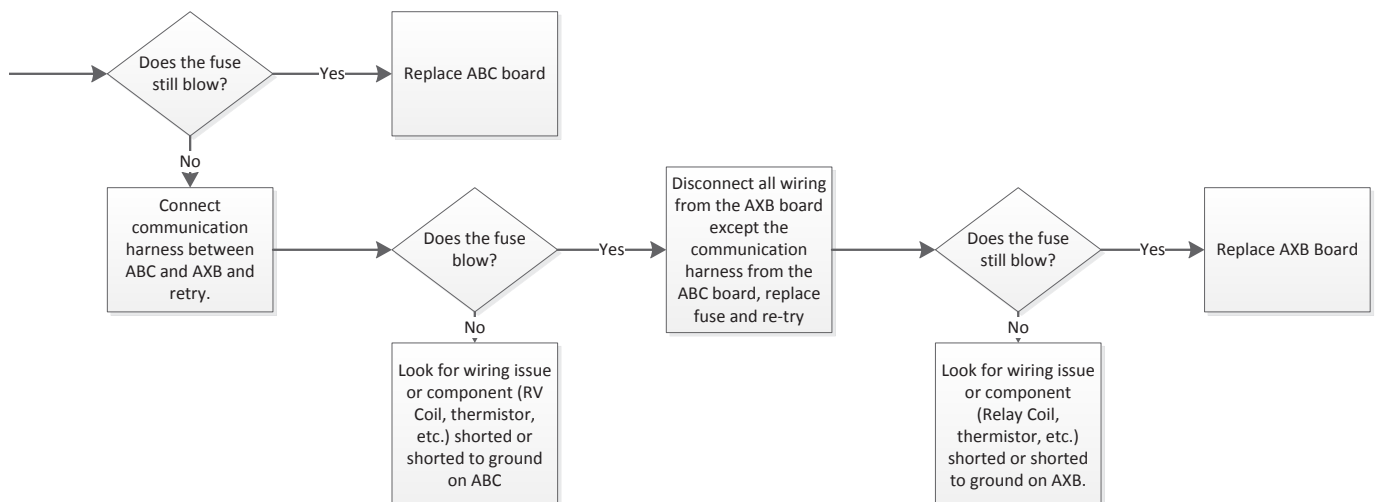 Does the fuse
still blow?
Yes
Replace ABC board
No
Connect
communication
harness between
ABC and AXB and
retry.
Does the fuse
blow?
Yes
Disconnect all wiring
from the AXB board
except the
communication
harness from the
ABC board, replace
fuse and re-try
Does the fuse
still blow?
Yes
Replace AXB Board
No
Look for wiring issue
or component (RV
Coil, thermistor,
etc.) shorted or
shorted to ground
on ABC
No
Look for wiring issue
or component
(Relay Coil,
thermistor, etc.)
shorted or shorted
to ground on AXB.